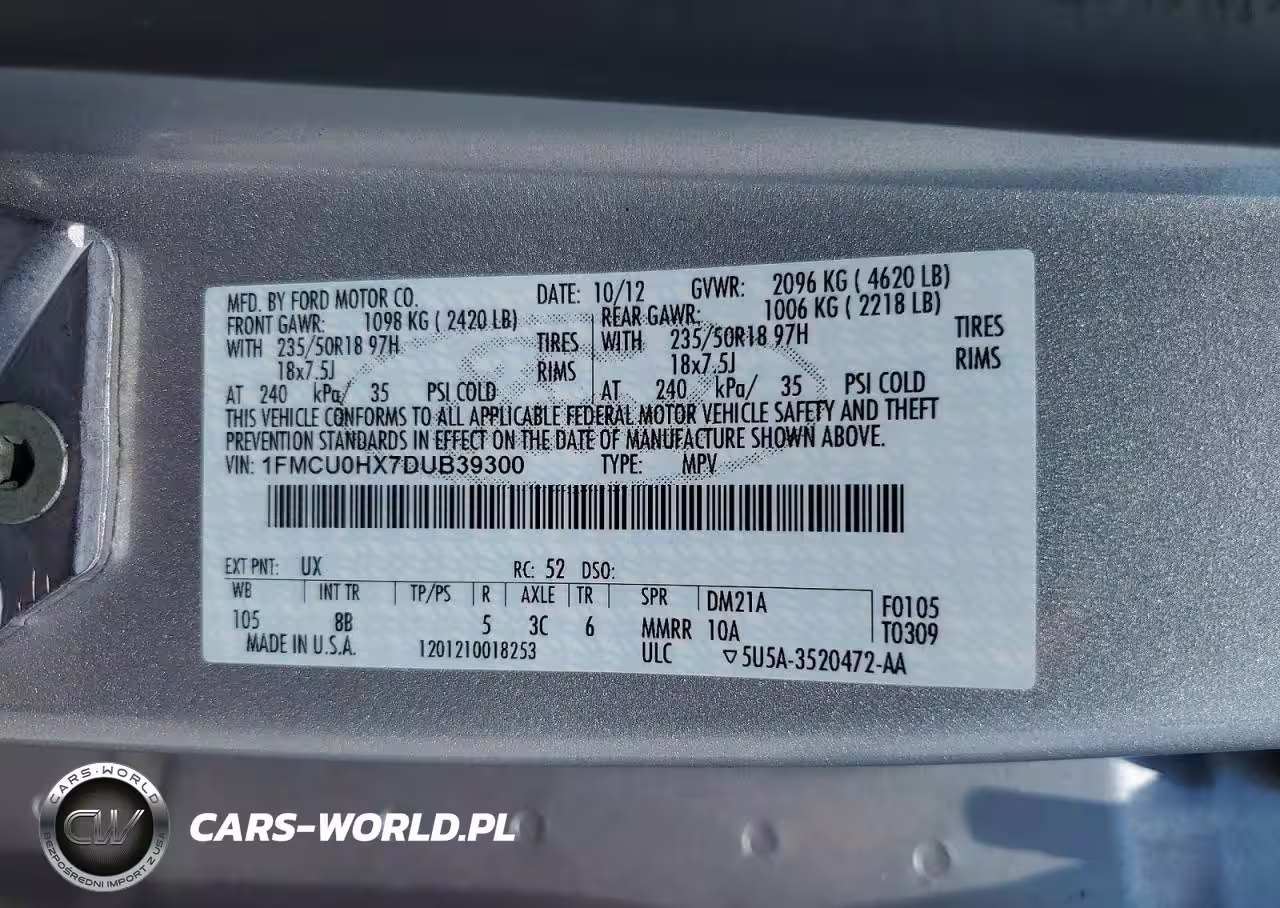 MFD. BY FORD MOTOR CO. DATE: 10/12 GVWR: 2096 KG ( 4620 LB)
FRONT GAWR: 1098 KG ( 2420 LB) REAR GAWR: 1006 KG ( 2218 LB)
WITH 235/50R18 97H TIRES WITH 235/50R18 97H TIRES
18x7.5J RIMS 18x7.5J RIMS
AT 240 kPa/ 35 PSI COLD AT 240 kPa/ 35 PSI COLD
THIS VEHICLE CONFORMS TO ALL APPLICABLE FEDERAL MOTOR VEHICLE SAFETY AND THEFT
PREVENTION STANDARDS IN EFFECT ON THE DATE OF MANUFACTURE SHOWN ABOVE.
VIN: 1FMCU0HX7DUB39300 TYPE: MPV
EXT PNT: UX RC: 52 DSO:
WB INT TR TP/PS R AXLE TR SPR DM21A F0105
105 8B 5 3C 6 MMRR 10A T0309
MADE IN U.S.A. 1201210018253 ULC ▽5U5A-3520472-AA
CARS-WORLD
CW
BEZPOŚREDNI IMPORT Z USA
CARS-WORLD.PL